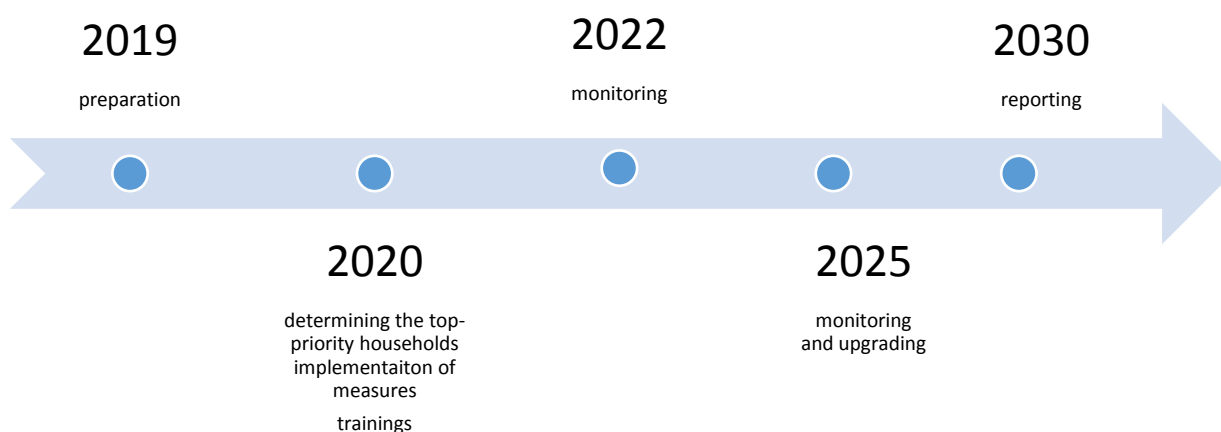 2019
preparation
2020
determining the top-
priority households
implementaiton of
measures
trainings
2022
monitoring
2025
monitoring
and upgrading
2030
reporting